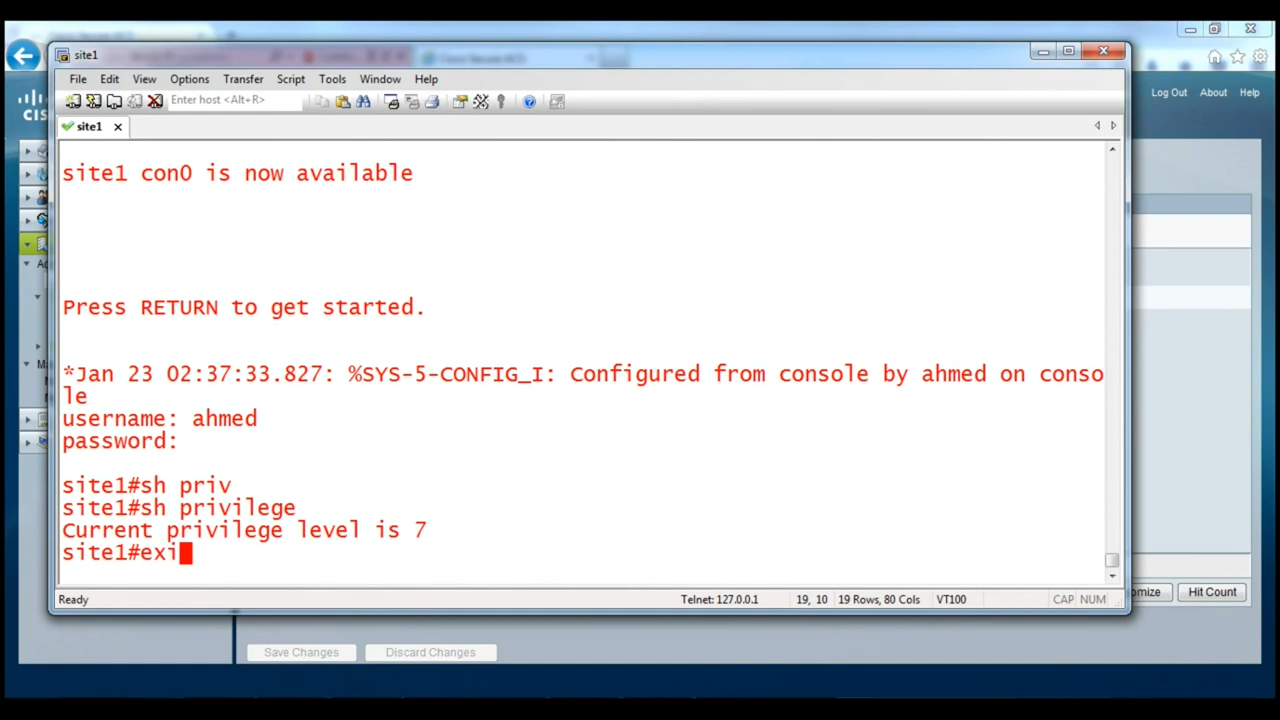 site1
File Edit View Options Transfer Script Tools Window Help
Enter host <Alt+R>
site1
Log Out About Help
site1 con0 is now available
Press RETURN to get started.
*Jan 23 02:37:33.827: %SYS-5-CONFIG_I: Configured from console by ahmed on conso
le
username: ahmed
password:
site1#sh priv
site1#sh privilege
Current privilege level is 7
site1#exi
Ready Telnet: 127.0.0.1 19, 10 19 Rows, 80 Cols VT100 CAP NUM
Hit Count
Save Changes Discard Changes